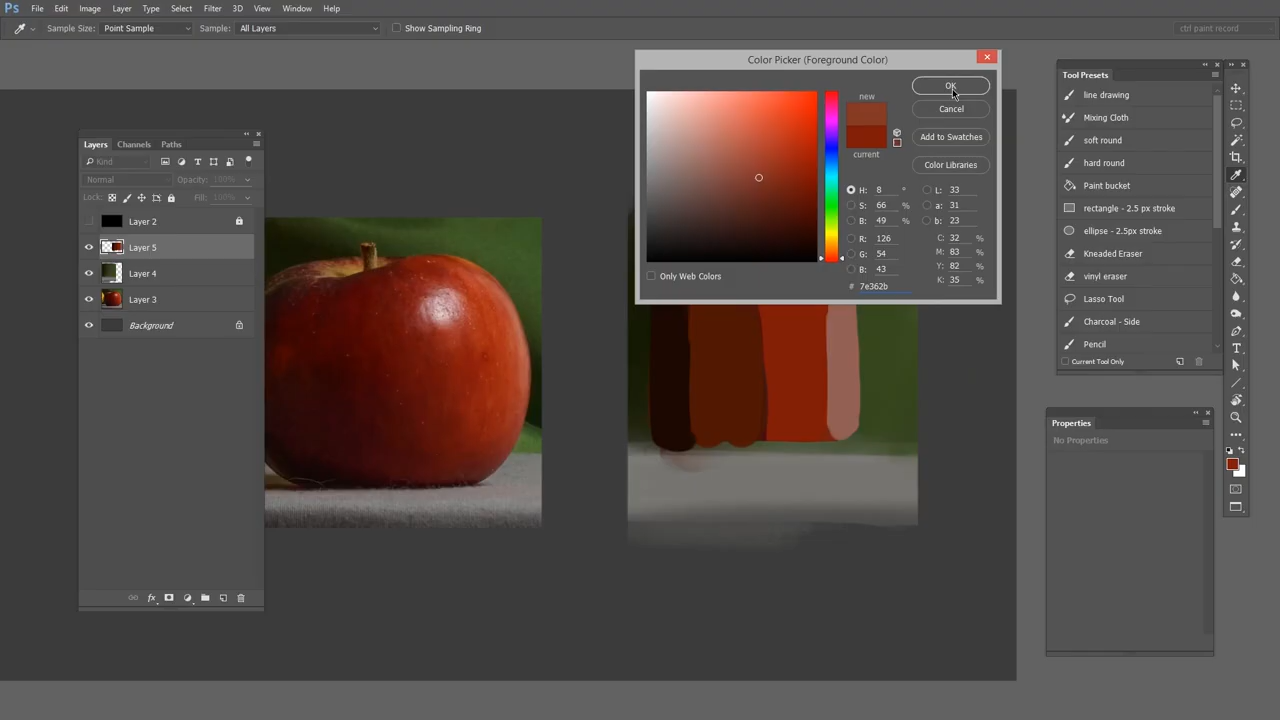 Ps File Edit Image Layer Type Select Filter 3D View Window Help
Sample Size: Point Sample Sample: All Layers Show Sampling Ring ctrl paint record
Color Picker (Foreground Color)
new
current
OK
Cancel
Add to Swatches
Color Libraries
H: 8 °
S: 66 %
B: 49 %
R: 126
G: 54
B: 43
# 7e362b
L: 33
a: 31
b: 23
C: 32 %
M: 83 %
Y: 82 %
K: 35 %
Only Web Colors
Layers Channels Paths
Kind
Normal Opacity: 100%
Lock: Fill: 100%
Layer 2
Layer 5
Layer 4
Layer 3
Background
fx
Tool Presets
line drawing
Mixing Cloth
soft round
hard round
Paint bucket
rectangle - 2.5 px stroke
ellipse - 2.5px stroke
Kneaded Eraser
vinyl eraser
Lasso Tool
Charcoal - Side
Pencil
Current Tool Only
Properties
No Properties